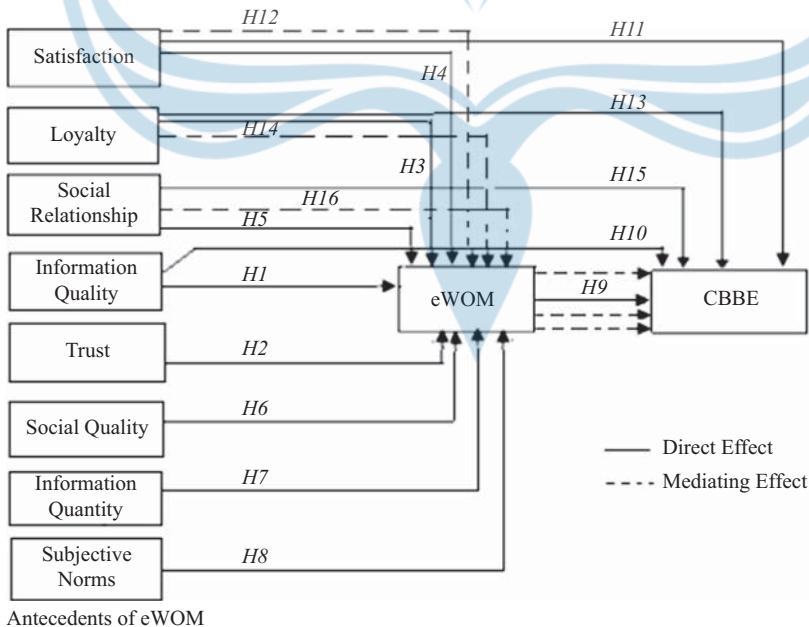 H12
H11
Satisfaction
H4
H13
Loyalty
H14
H3
Social
Relationship
H15
H16
H5
H10
Information
Quality
H1
eWOM
H9
CBBE
Trust
H2
Social Quality
H6
Direct Effect
Mediating Effect
Information
Quantity
H7
Subjective
Norms
H8
Antecedents of eWOM